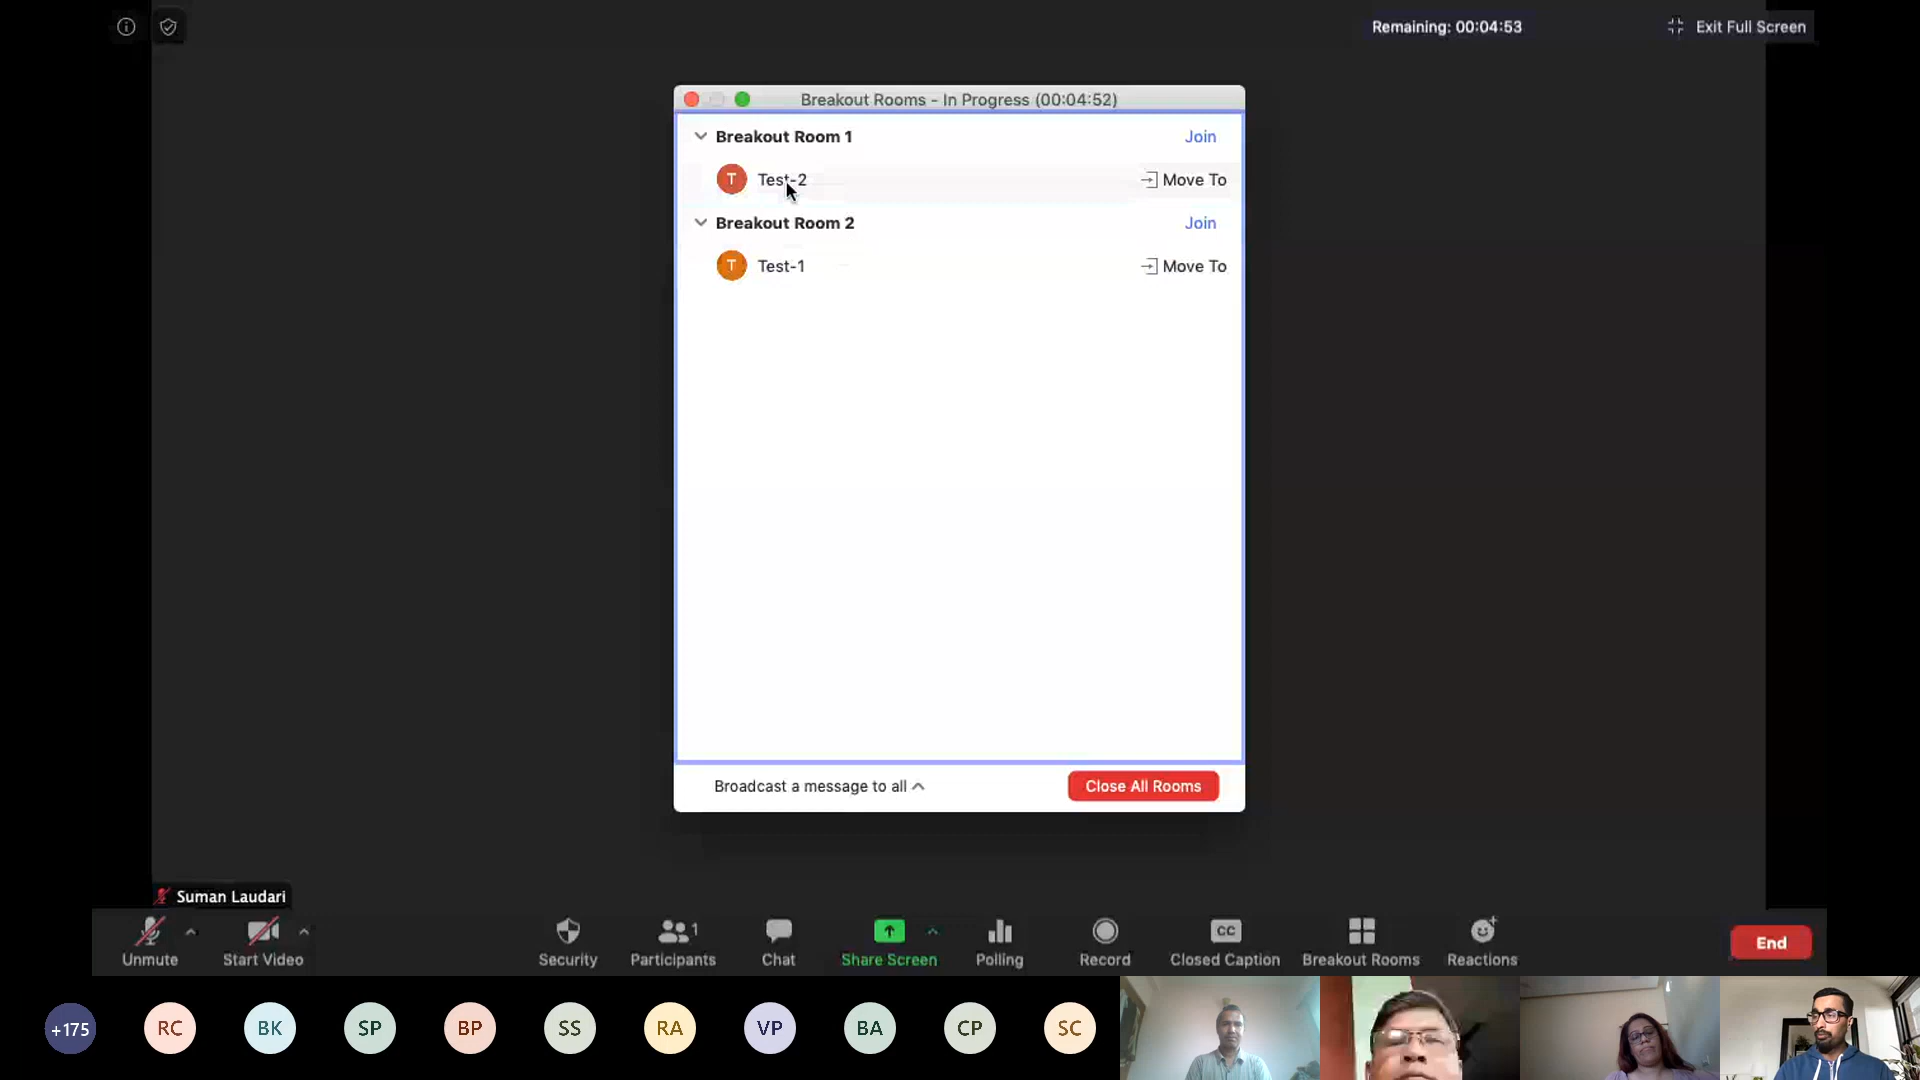 Remaining: 00:04:53
Exit Full Screen
Breakout Rooms - In Progress (00:04:52)
Breakout Room 1
Join
T
Test-2
Move To
Breakout Room 2
Join
T
Test-1
Move To
Broadcast a message to all
Close All Rooms
Suman Laudari
Unmute
Start Video
Security
1
Participants
Chat
Share Screen
Polling
Record
CC
Closed Caption
Breakout Rooms
Reactions
End
+175
RC
BK
SP
BP
SS
RA
VP
BA
CP
SC